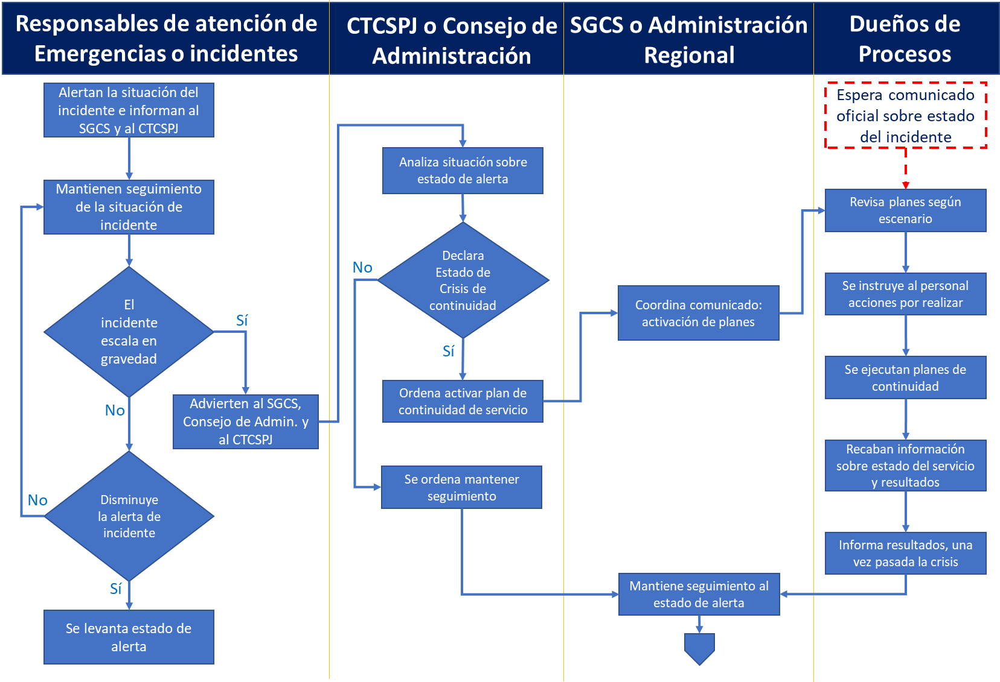 Responsables de atención de
Emergencias o incidentes
CTCSPJ o Consejo de
Administración
SGCS o Administración
Regional
Dueños de
Procesos
Alertan la situación del
incidente e informan al
SGCS y al CTCSPJ
Mantienen seguimiento
de la situación de
incidente
El
incidente
escala en
gravedad
Sí
No
Advierten al SGCS,
Consejo de Admin. y
al CTCSPJ
Disminuye
la alerta de
incidente
No
Sí
Se levanta estado de
alerta
Analiza situación sobre
estado de alerta
Declara
Estado de
Crisis de
continuidad
No
Sí
Ordena activar plan de
continuidad de servicio
Se ordena mantener
seguimiento
Coordina comunicado:
activación de planes
Mantiene seguimiento al
estado de alerta
Espera comunicado
oficial sobre estado
del incidente
Revisa planes según
escenario
Se instruye al personal
acciones por realizar
Se ejecutan planes de
continuidad
Recaban información
sobre estado del servicio
y resultados
Informa resultados, una
vez pasada la crisis